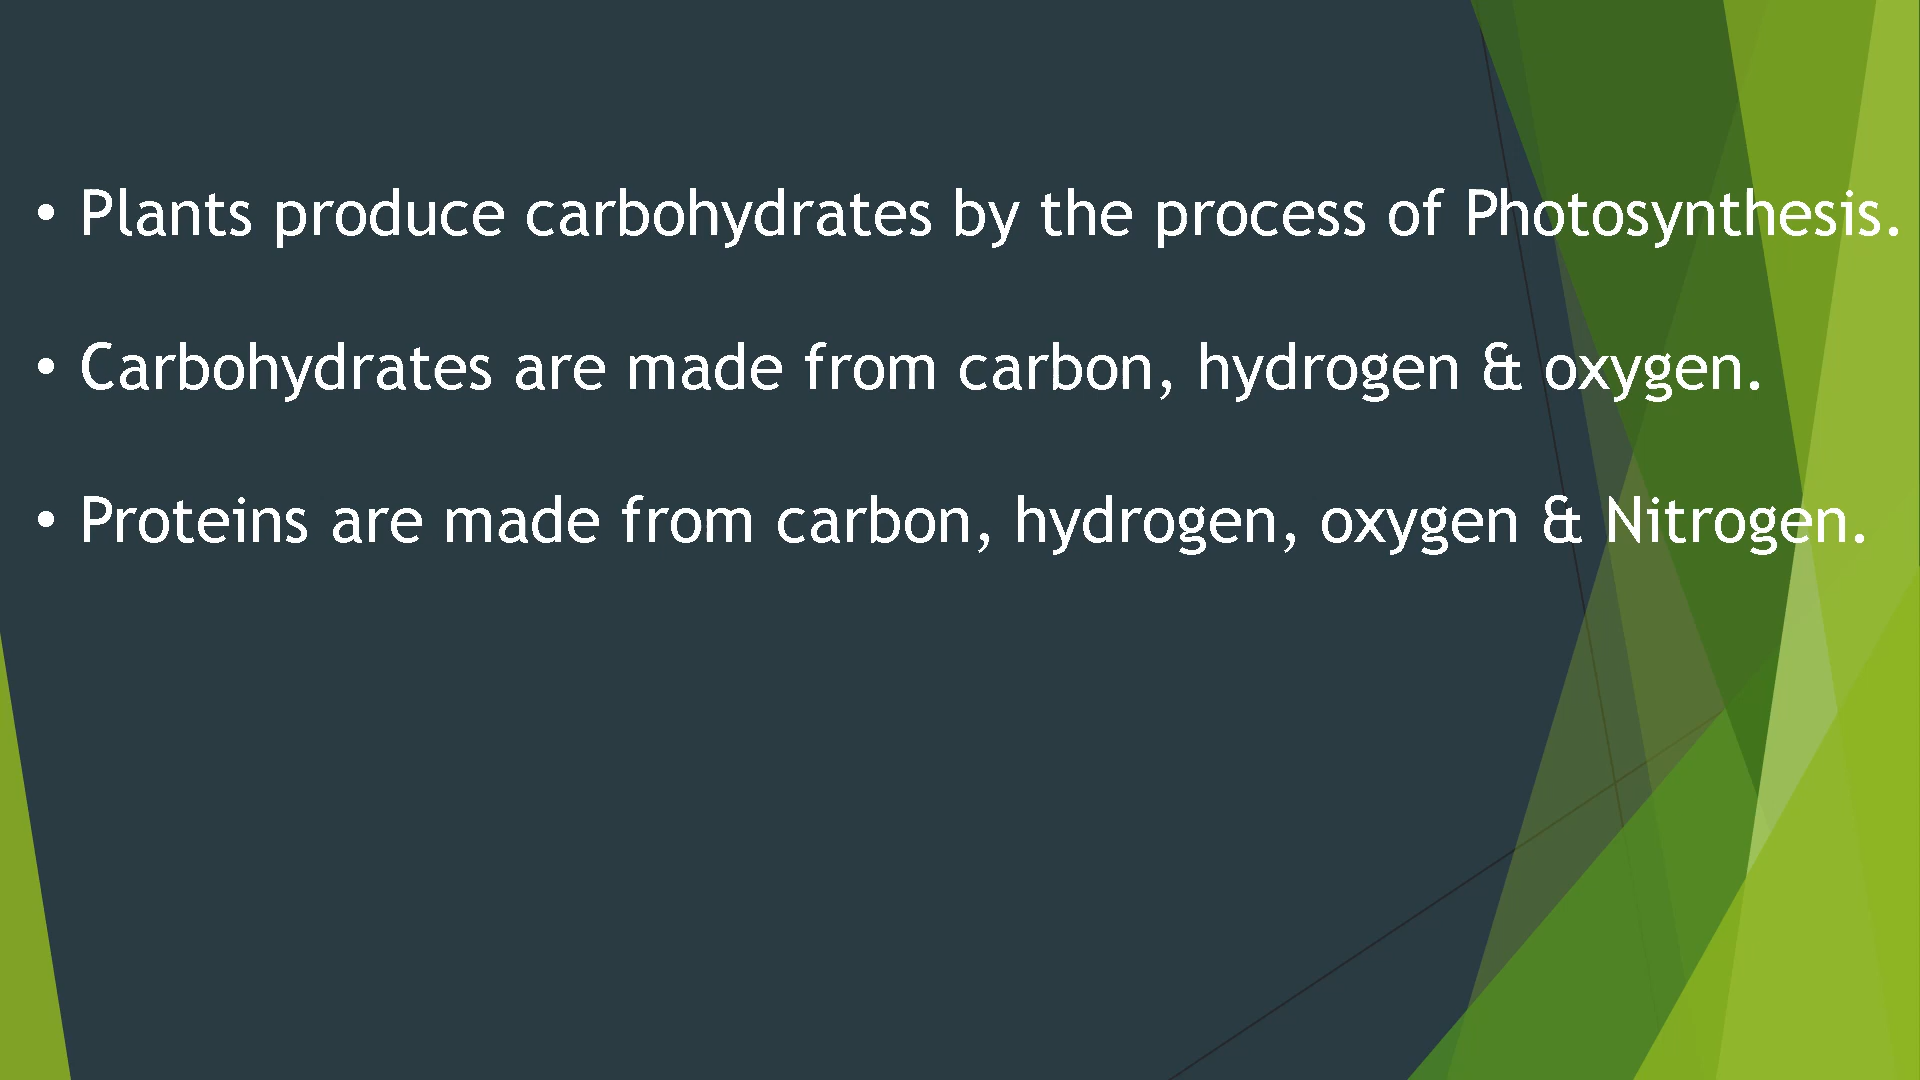 • Plants produce carbohydrates by the process of Photosynthesis.
• Carbohydrates are made from carbon, hydrogen & oxygen.
• Proteins are made from carbon, hydrogen, oxygen & Nitrogen.